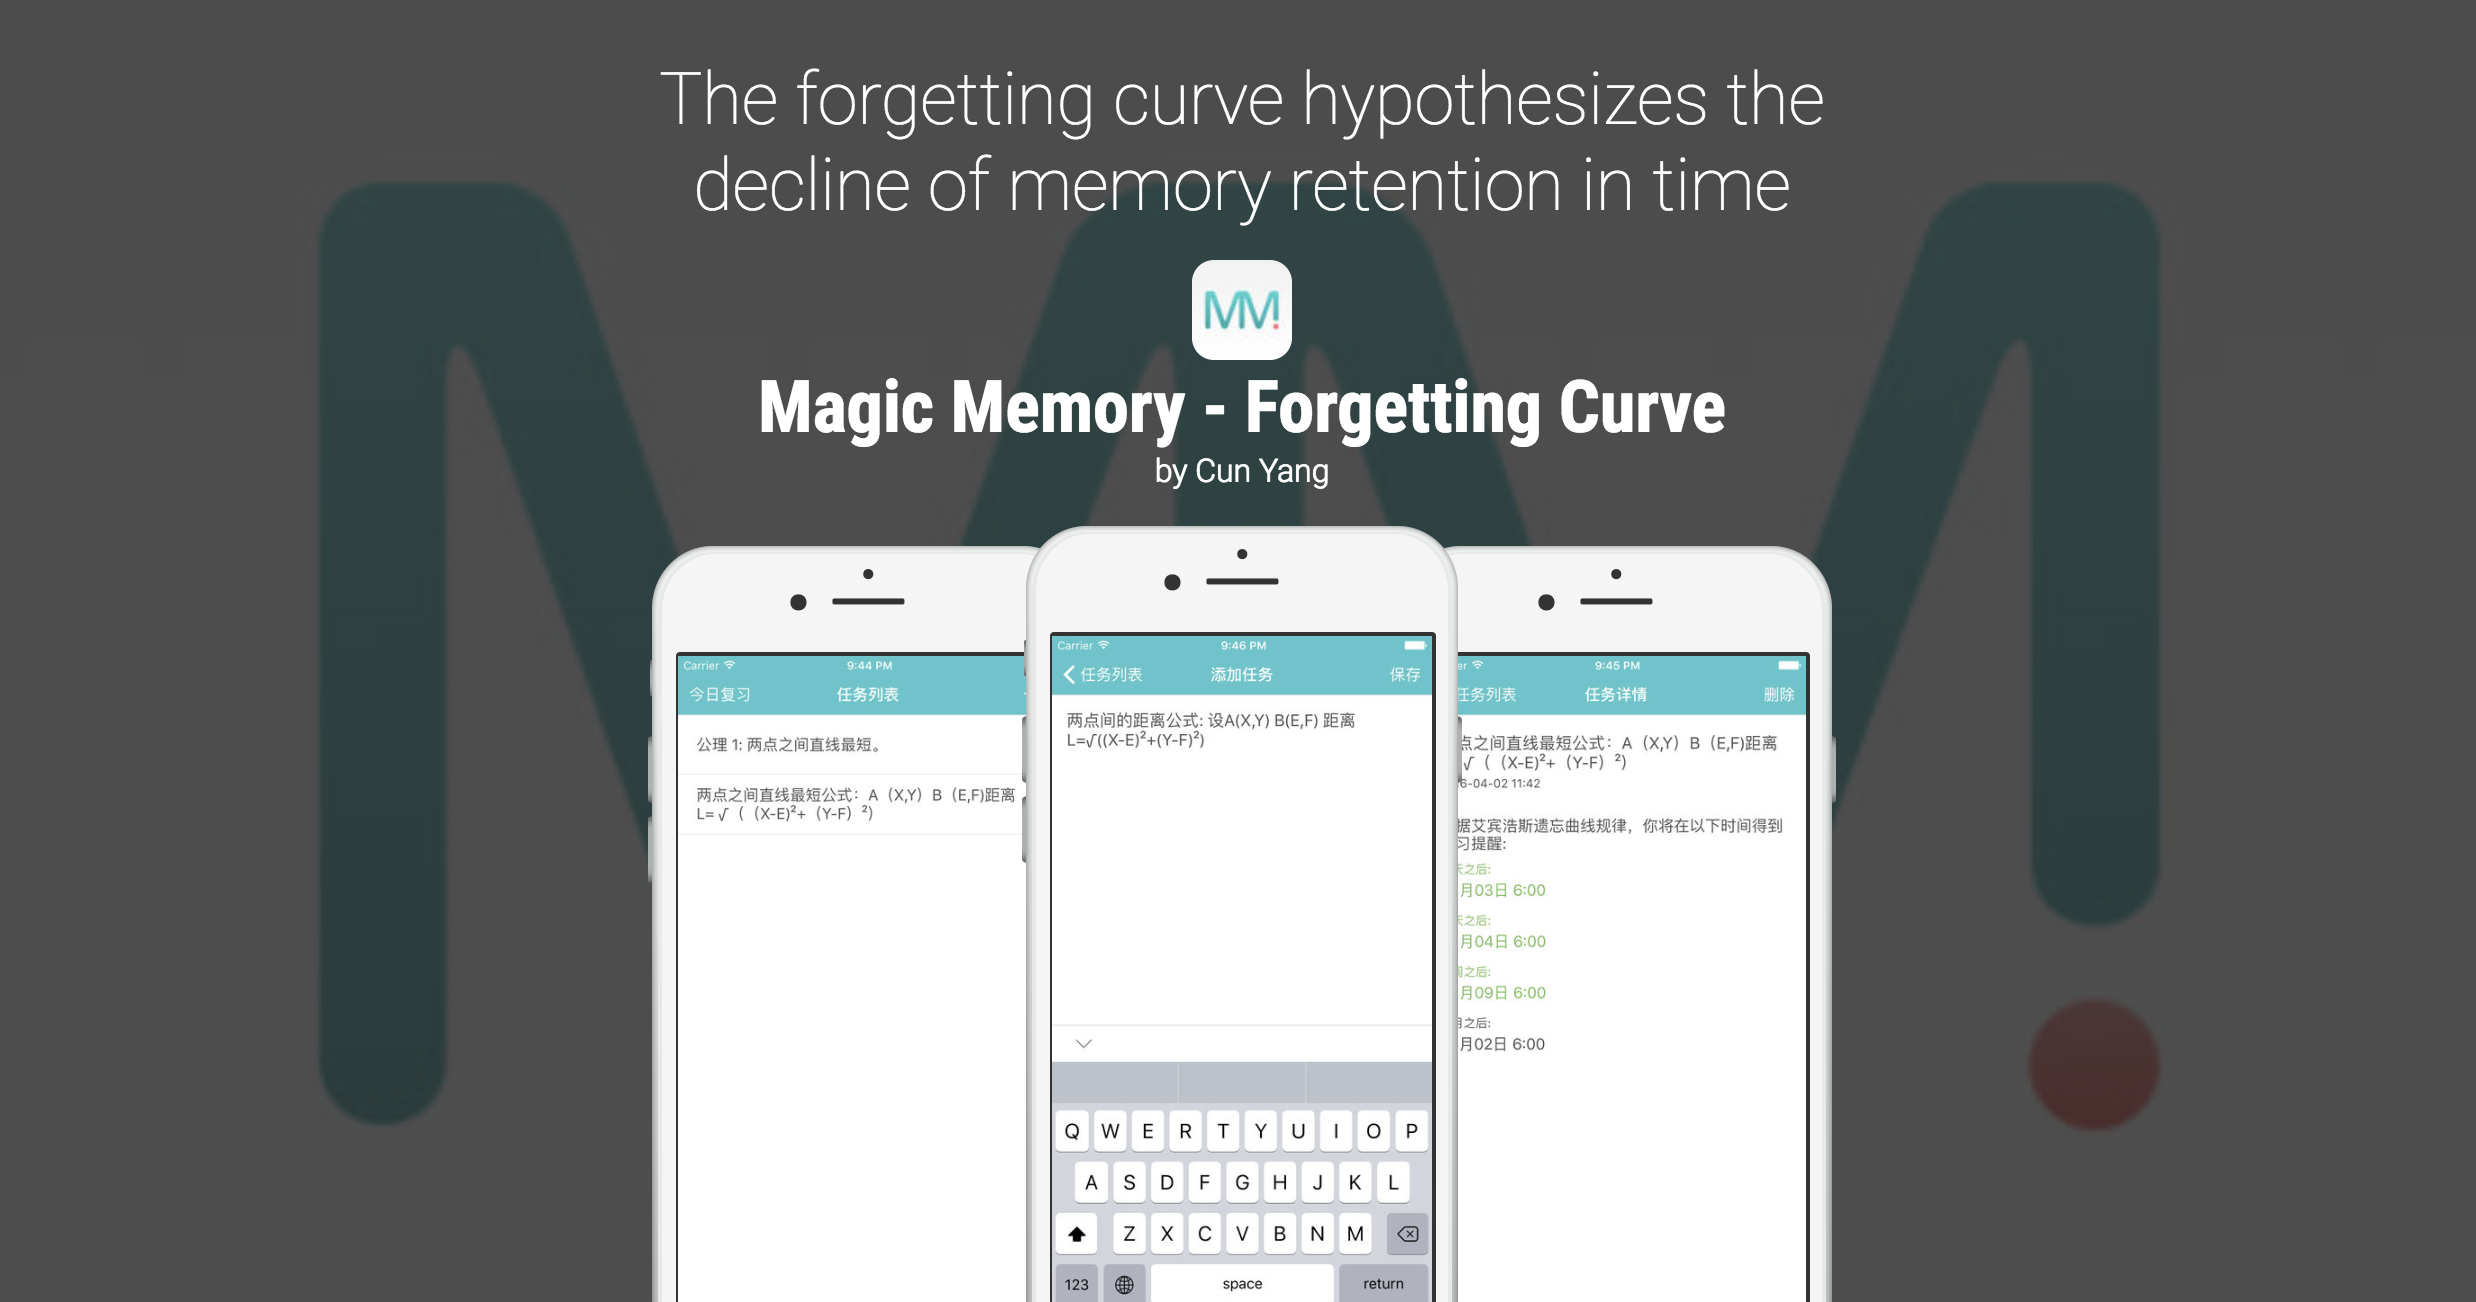 The forgetting curve hypothesizes the
decline of memory retention in time
MM!
Magic Memory - Forgetting Curve
by Cun Yang
Carrier 9:44 PM
今日复习 任务列表
公理 1: 两点之间直线最短。
两点之间直线最短公式：A（X,Y）B（E,F)距离
L=√（（X-E)²+（Y-F）²）
Carrier 9:46 PM
任务列表 添加任务 保存
两点间的距离公式: 设A(X,Y) B(E,F) 距离
L=√((X-E)²+(Y-F)²)
Q W E R T Y U I O P
A S D F G H J K L
Z X C V B N M
123 space return
er 9:45 PM
任务列表 任务详情 删除
点之间直线最短公式：A（X,Y）B（E,F)距离
√（（X-E)²+（Y-F）²）
6-04-02 11:42
据艾宾浩斯遗忘曲线规律，你将在以下时间得到
习提醒:
天之后:
月03日 6:00
天之后:
月04日 6:00
之后:
月09日 6:00
月之后:
月02日 6:00